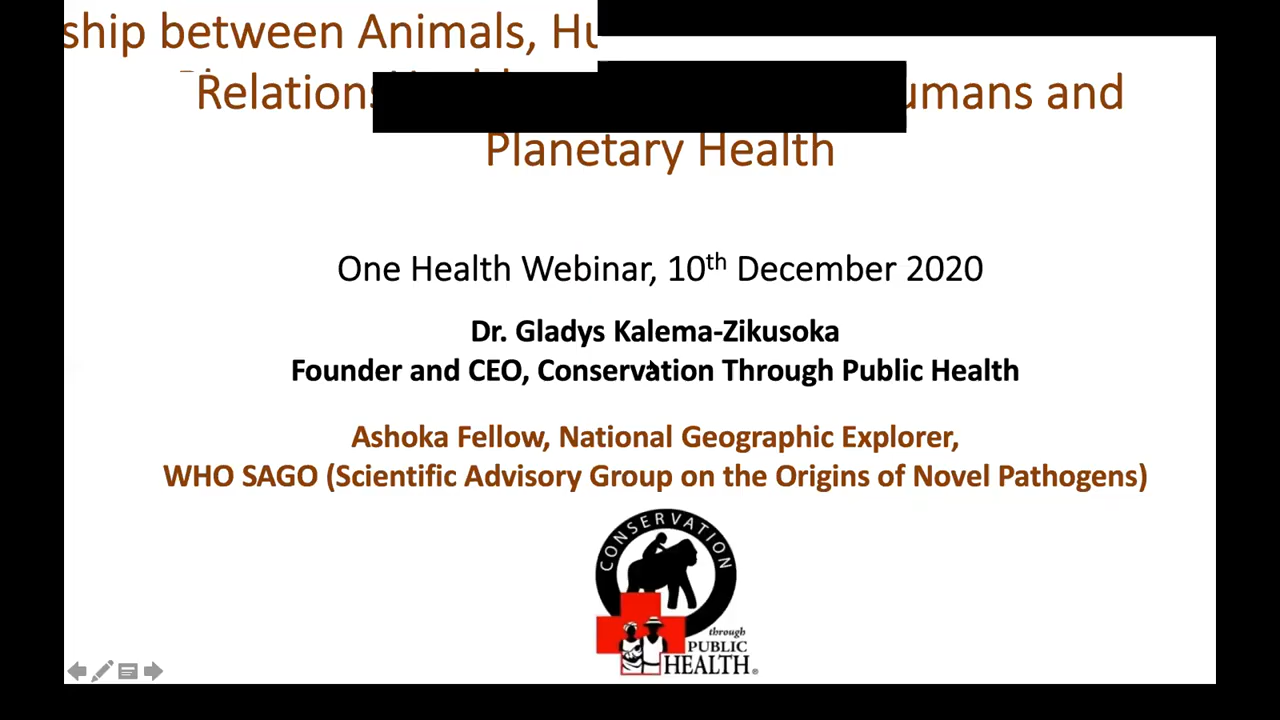 ship between Animals, Hu
Relations umans and
Planetary Health
One Health Webinar, 10th December 2020
Dr. Gladys Kalema-Zikusoka
Founder and CEO, Conservation Through Public Health
Ashoka Fellow, National Geographic Explorer,
WHO SAGO (Scientific Advisory Group on the Origins of Novel Pathogens)
CONSERVATION
through
PUBLIC
HEALTH®